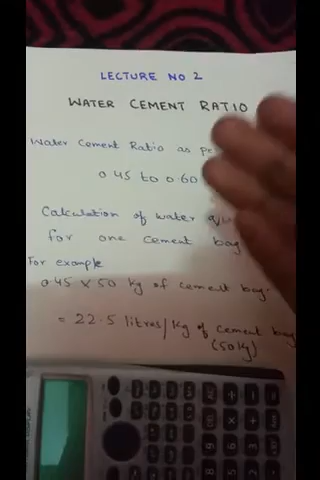 LECTURE NO 2
WATER CEMENT RATIO
Water Cement Ratio as pe
0.45 to 0.60
Calculation of water
for one cement bag
For example
0.45 X 50 kg of cement bag.
= 22.5 litres/kg of cement bag
(50kg)